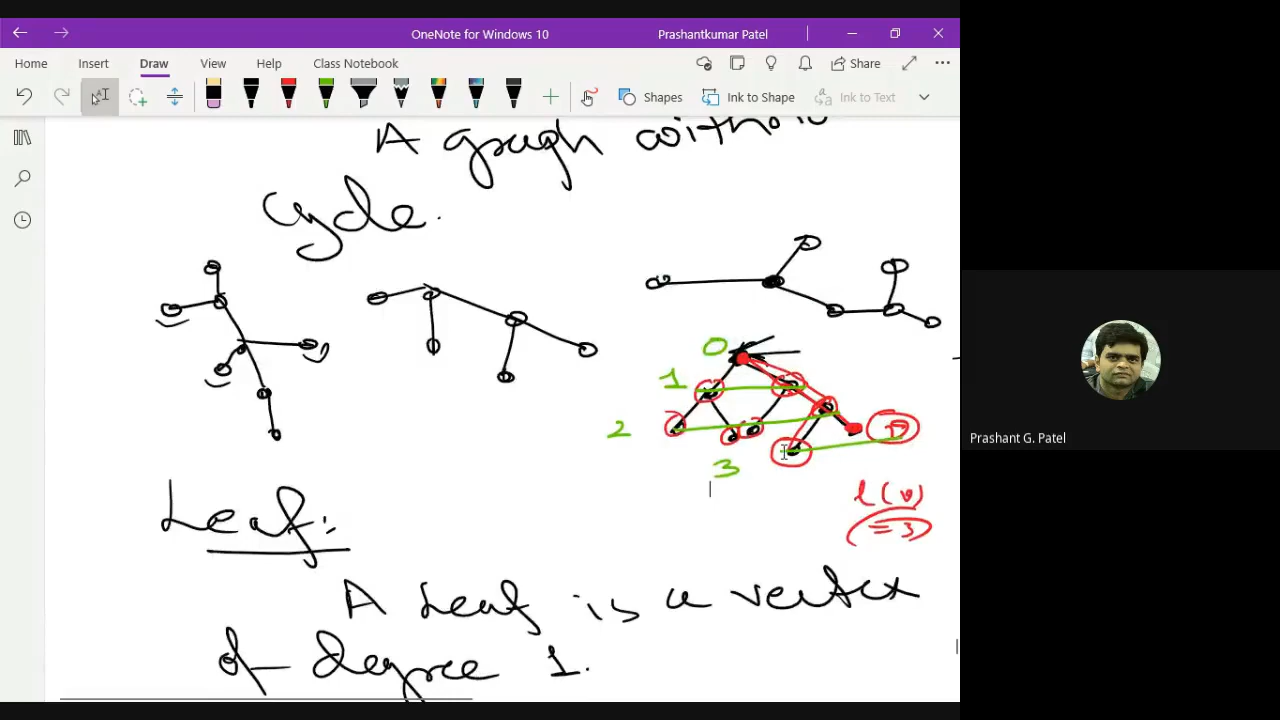 OneNote for Windows 10
Prashantkumar Patel
Home Insert Draw View Help Class Notebook
Share
Shapes Ink to Shape Ink to Text
A graph
cycle.
0
1
2
3
l(v)
= 3
Leaf:
A Leaf is a vertex
of degree 1.
Prashant G. Patel